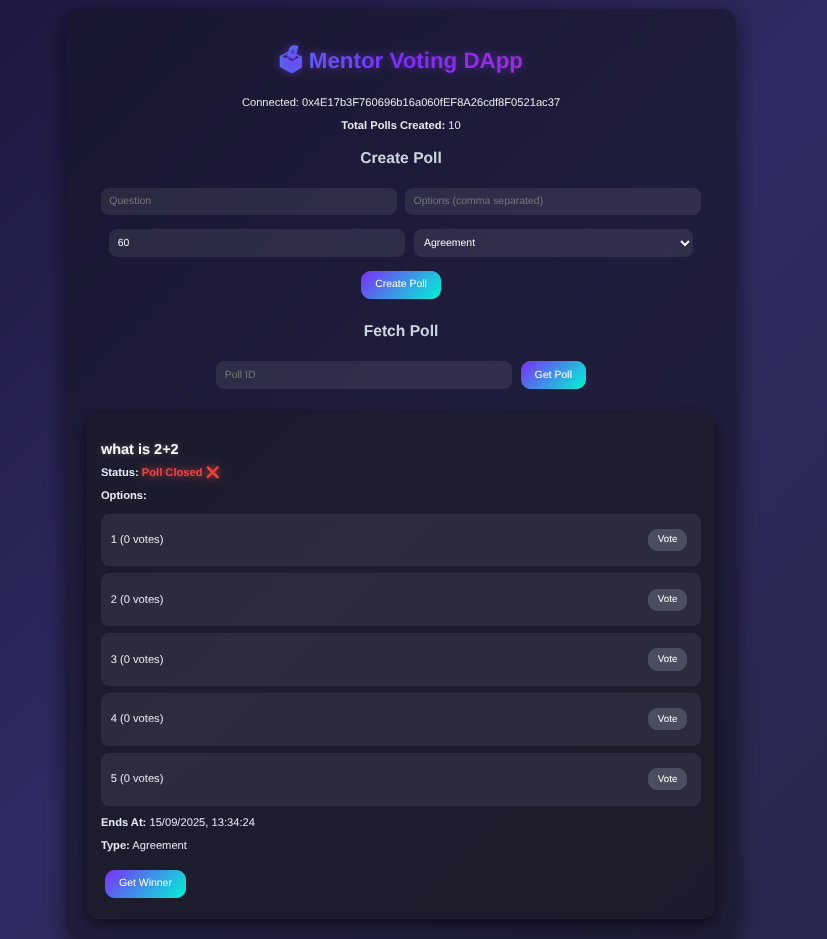 🗳️ Mentor Voting DApp
Connected: 0x4E17b3F760696b16a060fEF8A26cdf8F0521ac37
Total Polls Created: 10
Create Poll
Question Options (comma separated)
60 Agreement
Create Poll
Fetch Poll
Poll ID Get Poll
what is 2+2
Status: Poll Closed ❌
Options:
1 (0 votes) Vote
2 (0 votes) Vote
3 (0 votes) Vote
4 (0 votes) Vote
5 (0 votes) Vote
Ends At: 15/09/2025, 13:34:24
Type: Agreement
Get Winner